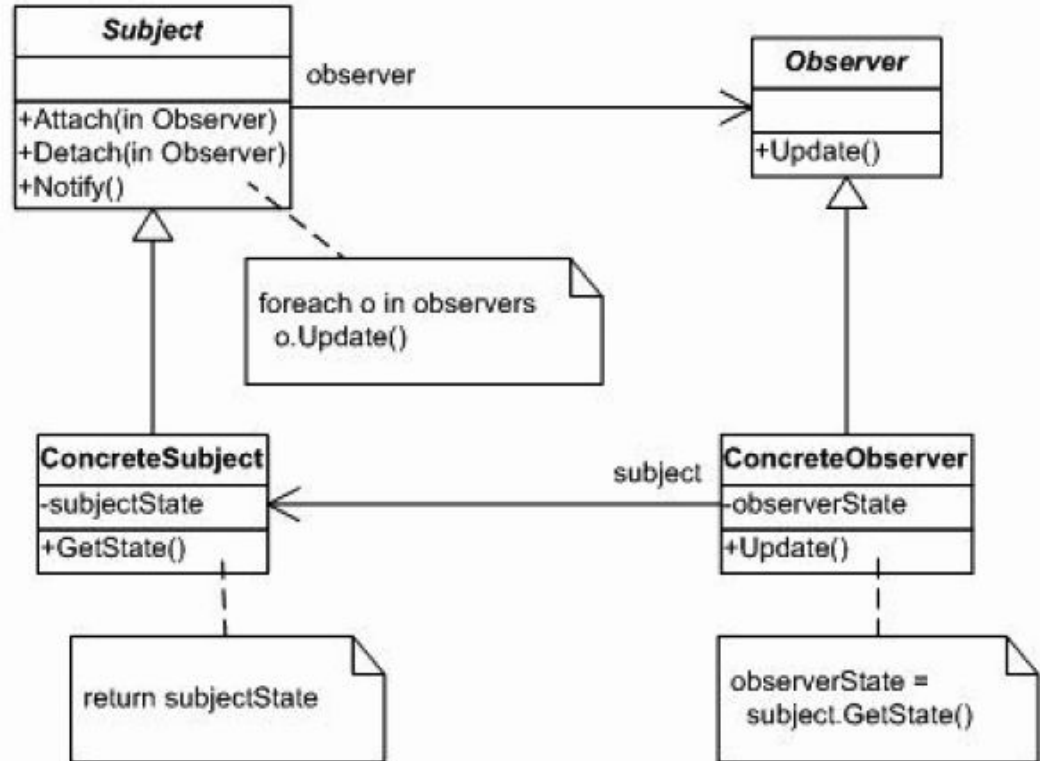 Subject
+Attach(in Observer)
+Detach(in Observer)
+Notify()
observer
Observer
+Update()
foreach o in observers
o.Update()
ConcreteSubject
-subjectState
+GetState()
subject
ConcreteObserver
-observerState
+Update()
return subjectState
observerState =
subject.GetState()